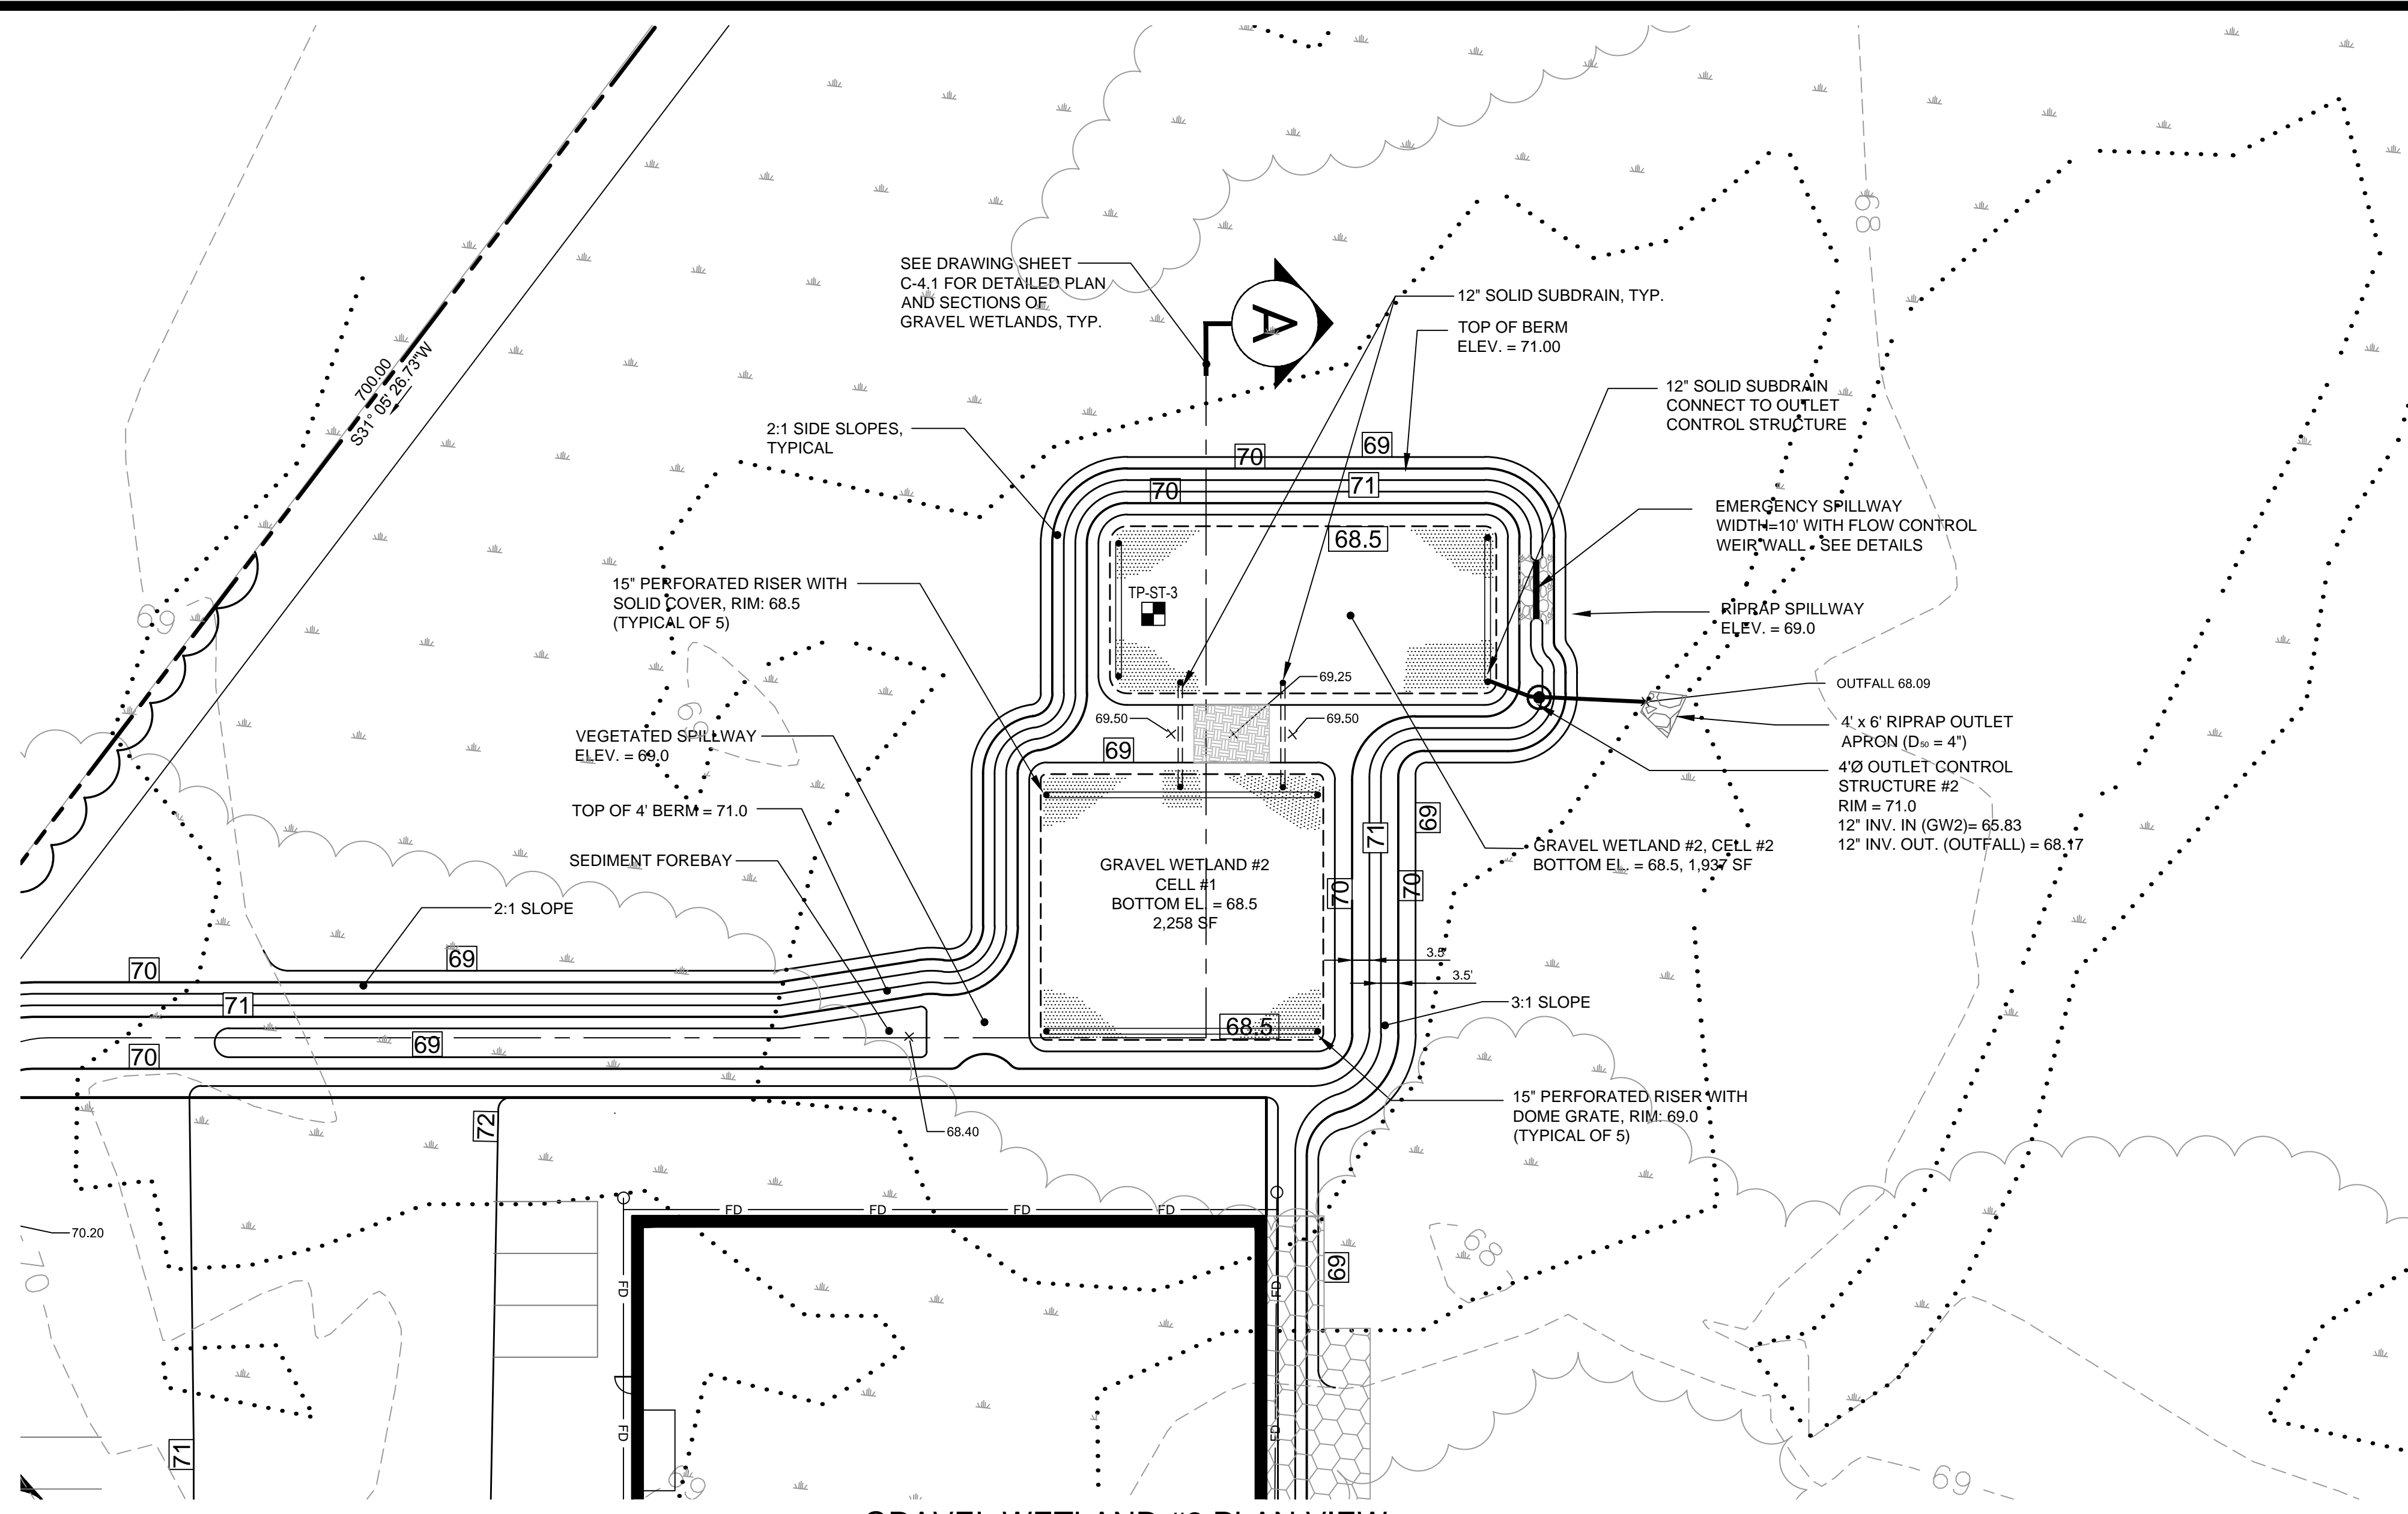 SEE DRAWING SHEET
C-4.1 FOR DETAILED PLAN
AND SECTIONS OF
GRAVEL WETLANDS, TYP.
A
12" SOLID SUBDRAIN, TYP.
TOP OF BERM
ELEV. = 71.00
12" SOLID SUBDRAIN
CONNECT TO OUTLET
CONTROL STRUCTURE
68
700.00
S31° 05' 26.73"W
2:1 SIDE SLOPES,
TYPICAL
70
69
70
71
68.5
EMERGENCY SPILLWAY
WIDTH=10' WITH FLOW CONTROL
WEIR WALL - SEE DETAILS
15" PERFORATED RISER WITH
SOLID COVER, RIM: 68.5
(TYPICAL OF 5)
TP-ST-3
RIPRAP SPILLWAY
ELEV. = 69.0
69
69.25
69.50
69.50
OUTFALL 68.09
4' x 6' RIPRAP OUTLET
APRON (D₅₀ = 4")
VEGETATED SPILLWAY
ELEV. = 69.0
69
4'Ø OUTLET CONTROL
STRUCTURE #2
RIM = 71.0
12" INV. IN (GW2)= 65.83
12" INV. OUT. (OUTFALL) = 68.17
TOP OF 4' BERM = 71.0
69
71
SEDIMENT FOREBAY
GRAVEL WETLAND #2
CELL #1
BOTTOM EL. = 68.5
2,258 SF
GRAVEL WETLAND #2, CELL #2
BOTTOM EL. = 68.5, 1,937 SF
70
70
2:1 SLOPE
70
69
71
3.5'
3.5'
3:1 SLOPE
68.5
69
70
15" PERFORATED RISER WITH
DOME GRATE, RIM: 69.0
(TYPICAL OF 5)
72
68.40
70.20
FD
FD
FD
FD
70
FD
FD
69
68
71
FD
FD
69
69
GRAVEL WETLAND #2 PLAN VIEW